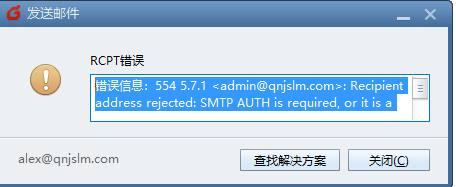 发送邮件
RCPT错误
错误信息：554 5.7.1 <admin@qnjslm.com>: Recipient
address rejected: SMTP AUTH is required, or it is a
alex@qnjslm.com
查找解决方案
关闭(C)